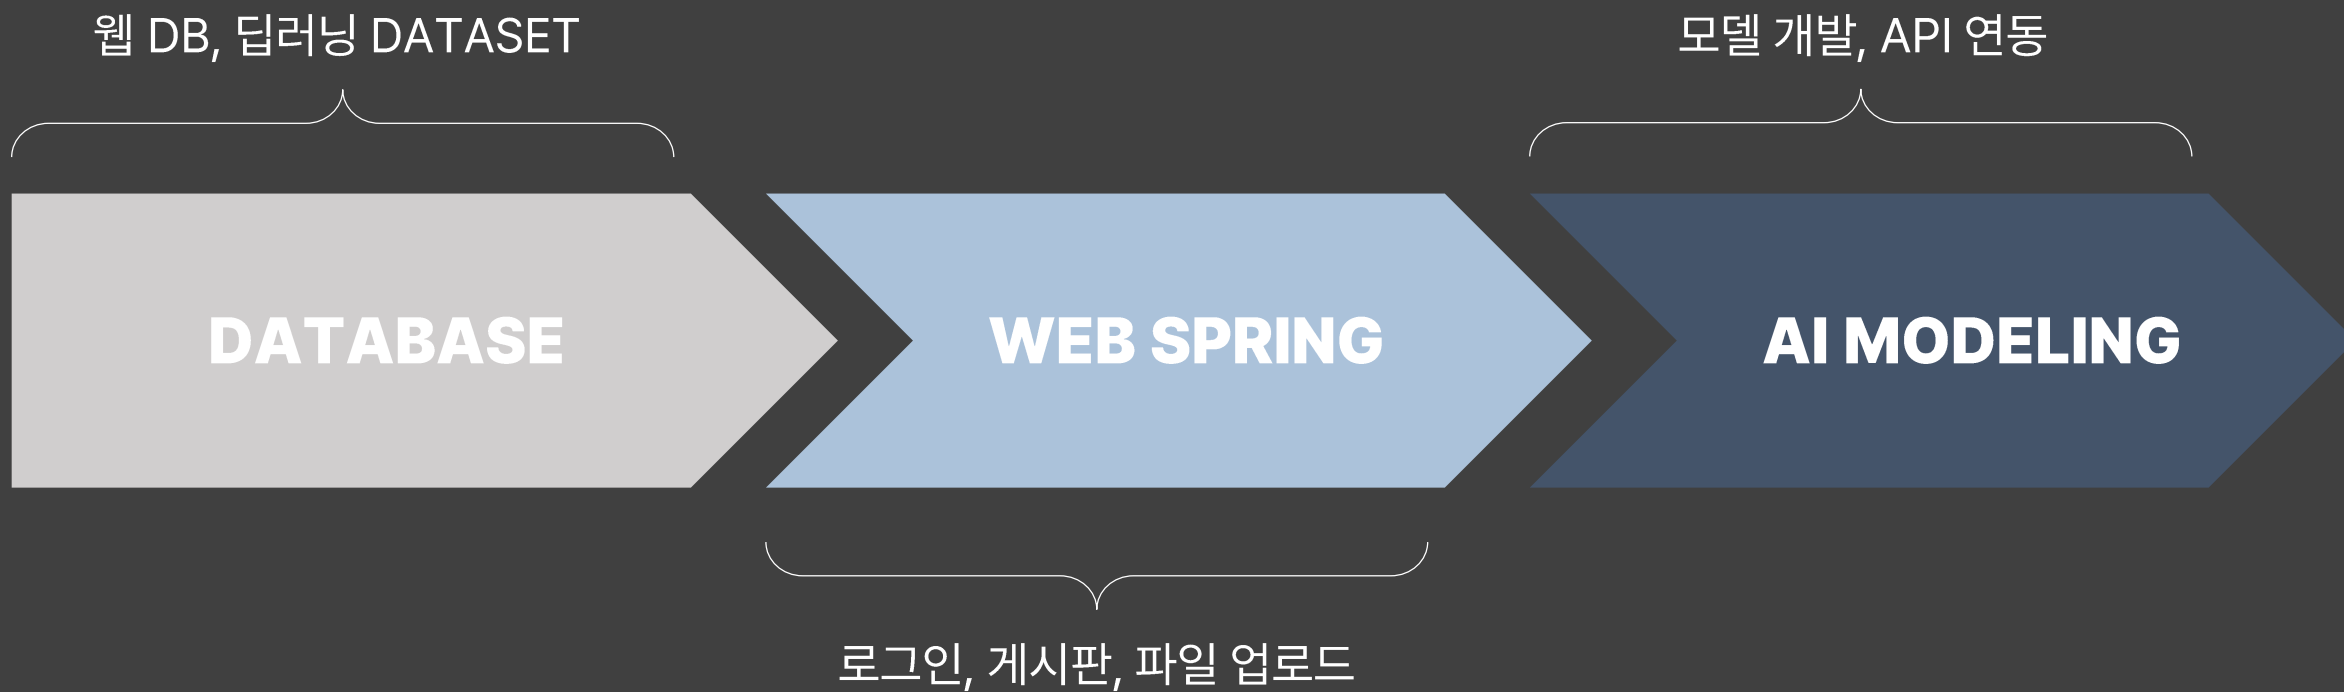 웹 DB, 딥러닝 DATASET
모델 개발, API 연동
DATABASE
WEB SPRING
AI MODELING
로그인, 게시판, 파일 업로드